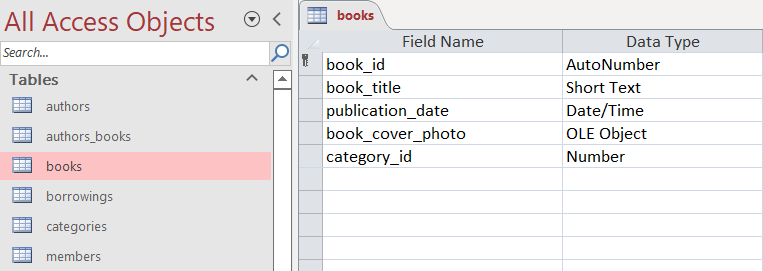 All Access Objects
Search...
Tables
authors
authors_books
books
borrowings
categories
members
books
Field Name Data Type
book_id AutoNumber
book_title Short Text
publication_date Date/Time
book_cover_photo OLE Object
category_id Number